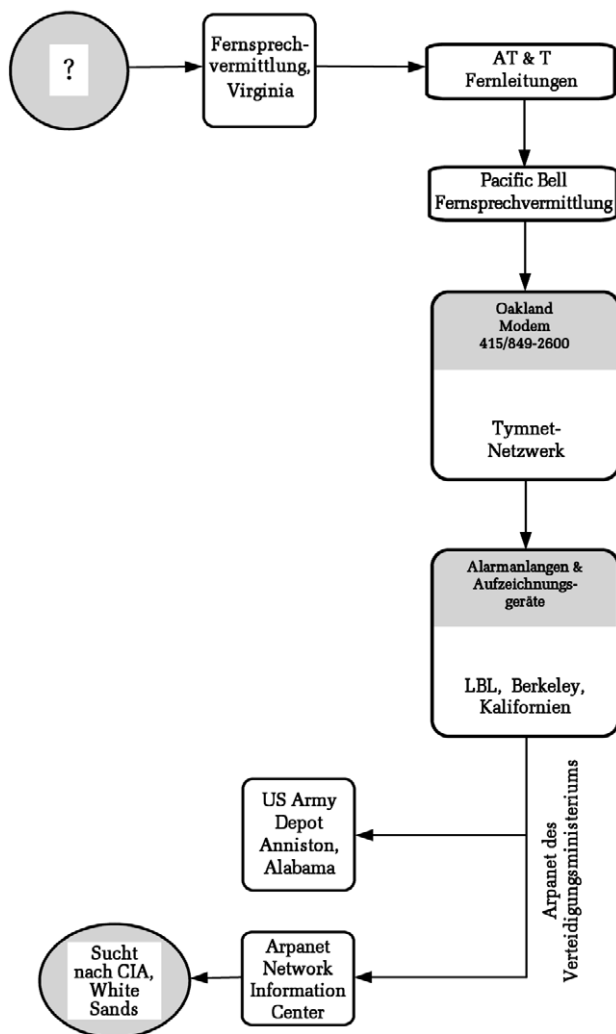 ?
Fernsprech-
vermittlung,
Virginia
AT & T
Fernleitungen
Pacific Bell
Fernsprechvermittlung
Oakland
Modem
415/849-2600
Tymnet-
Netzwerk
Alarmanlangen &
Aufzeichnungs-
geräte
LBL, Berkeley,
Kalifornien
Arpanet des
Verteidigungsministeriums
US Army
Depot
Anniston,
Alabama
Arpanet
Network
Information
Center
Sucht
nach CIA,
White
Sands